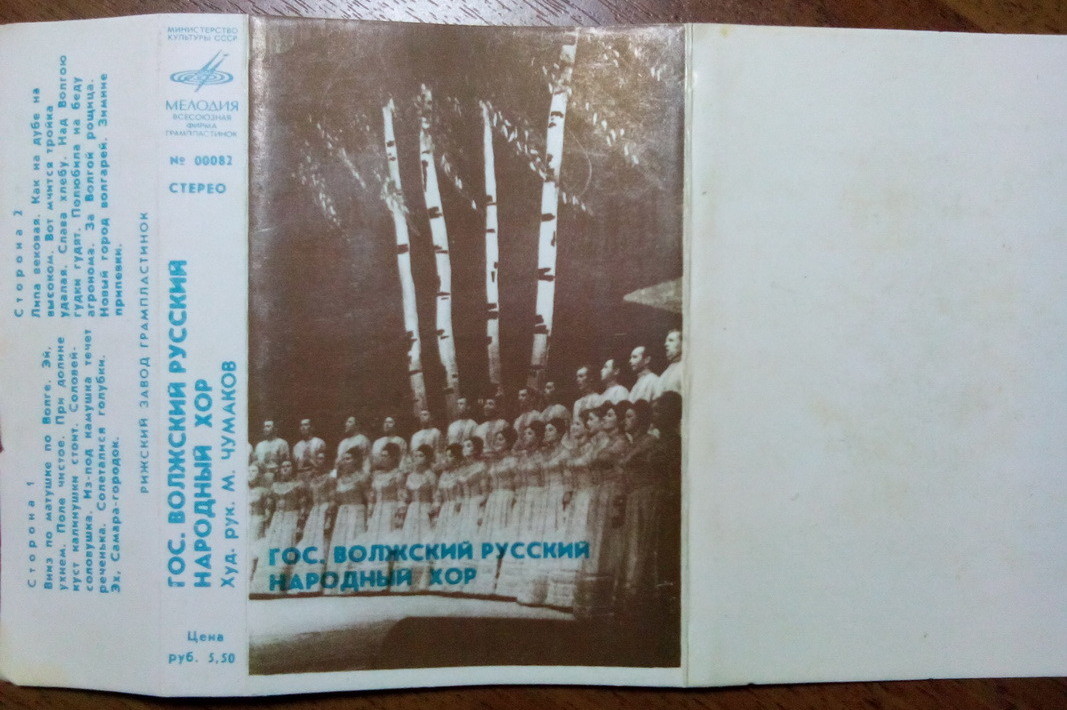 Сторона 1
Вниз по матушке по Волге. Эй,
ухнем. Поле чистое. При долине
куст калинушки стоит. Соловей-
соловушка. Из-под камушка течет
реченька. Солеталися голубки.
Эх, Самара-городок.
Сторона 2
Липа вековая. Как на дубе на
высоком. Вот мчится тройка
удалая. Слава хлебу. Над Волгою
гудки гудят. Полюбила на беду
агронома. За Волгой рощица.
Новый город волгарей. Зимние
припевки.
РИЖСКИЙ ЗАВОД ГРАМПЛАСТИНОК
МИНИСТЕРСТВО
КУЛЬТУРЫ СССР
МЕЛОДИЯ
ВСЕСОЮЗНАЯ
ФИРМА
ГРАМПЛАСТИНОК
№ 00082
СТЕРЕО
ГОС. ВОЛЖСКИЙ РУССКИЙ
НАРОДНЫЙ ХОР
Худ. рук. М. ЧУМАКОВ
Цена
руб. 5,50
ГОС. ВОЛЖСКИЙ РУССКИЙ
НАРОДНЫЙ ХОР